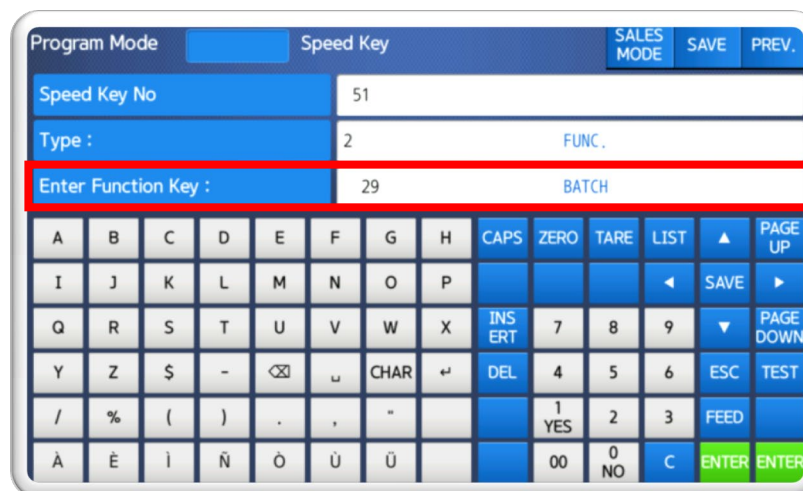 Program Mode Speed Key SALES MODE SAVE PREV.
Speed Key No 51
Type : 2 FUNC.
Enter Function Key : 29 BATCH
A B C D E F G H CAPS ZERO TARE LIST ▲ PAGE UP
I J K L M N O P ◄ SAVE ►
Q R S T U V W X INS ERT 7 8 9 ▼ PAGE DOWN
Y Z $ - ⌫ ␣ CHAR ↵ DEL 4 5 6 ESC TEST
/ % ( ) . , " 1 YES 2 3 FEED
À È Ì Ñ Ò Ù Ü 00 0 NO C ENTER ENTER